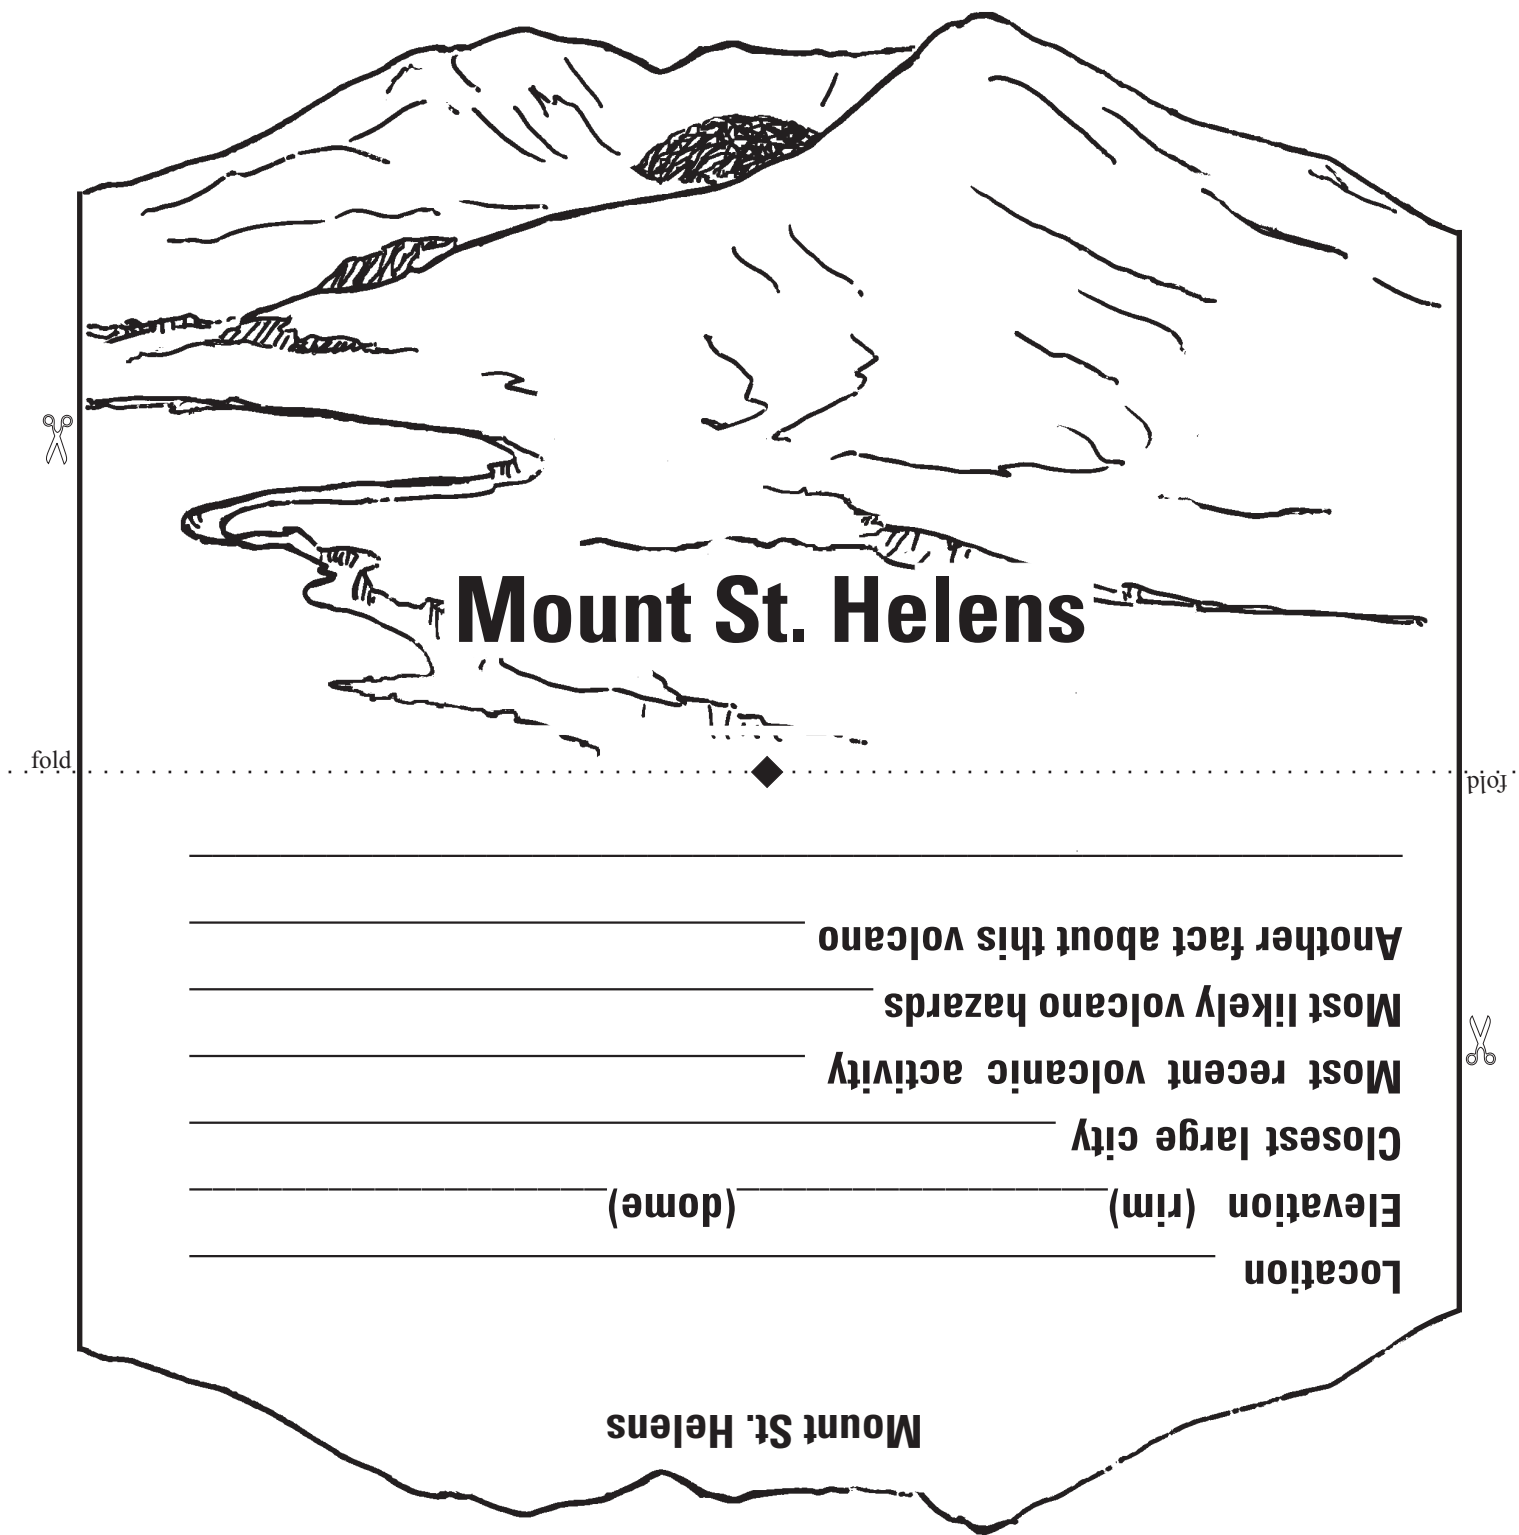 Mount St. Helens
fold
fold
Mount St. Helens
Location
Elevation (rim) (dome)
Closest large city
Most recent volcanic activity
Most likely volcano hazards
Another fact about this volcano